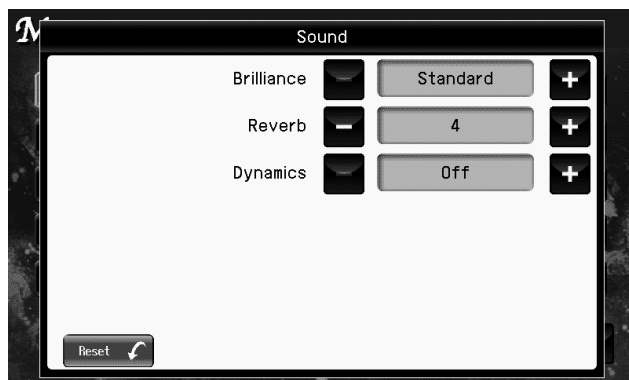 M
Sound
Brilliance - Standard +
Reverb - 4 +
Dynamics - Off +
Reset